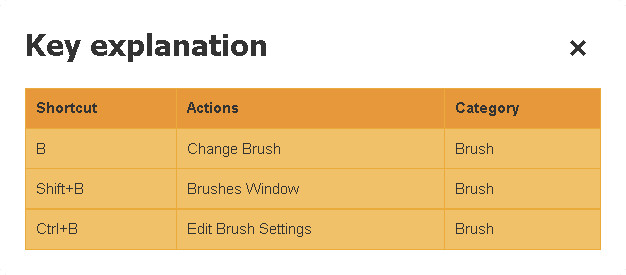 Key explanation
Shortcut Actions Category
B Change Brush Brush
Shift+B Brushes Window Brush
Ctrl+B Edit Brush Settings Brush